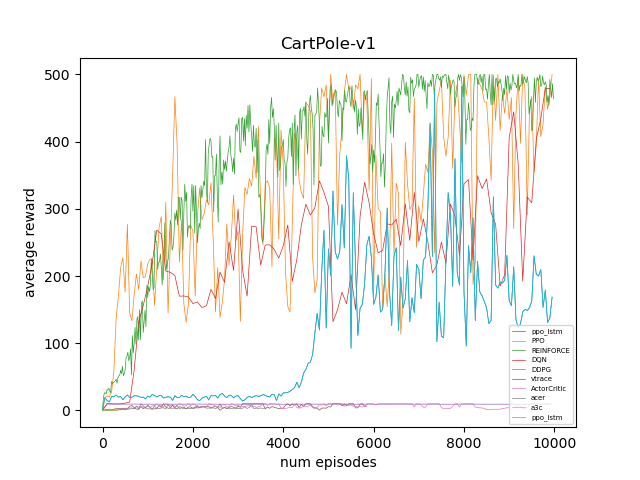 CartPole-v1
average reward
500
400
300
200
100
0
ppo_lstm
PPO
REINFORCE
DQN
DDPG
vtrace
ActorCritic
acer
a3c
ppo_lstm
0 2000 4000 6000 8000 10000
num episodes